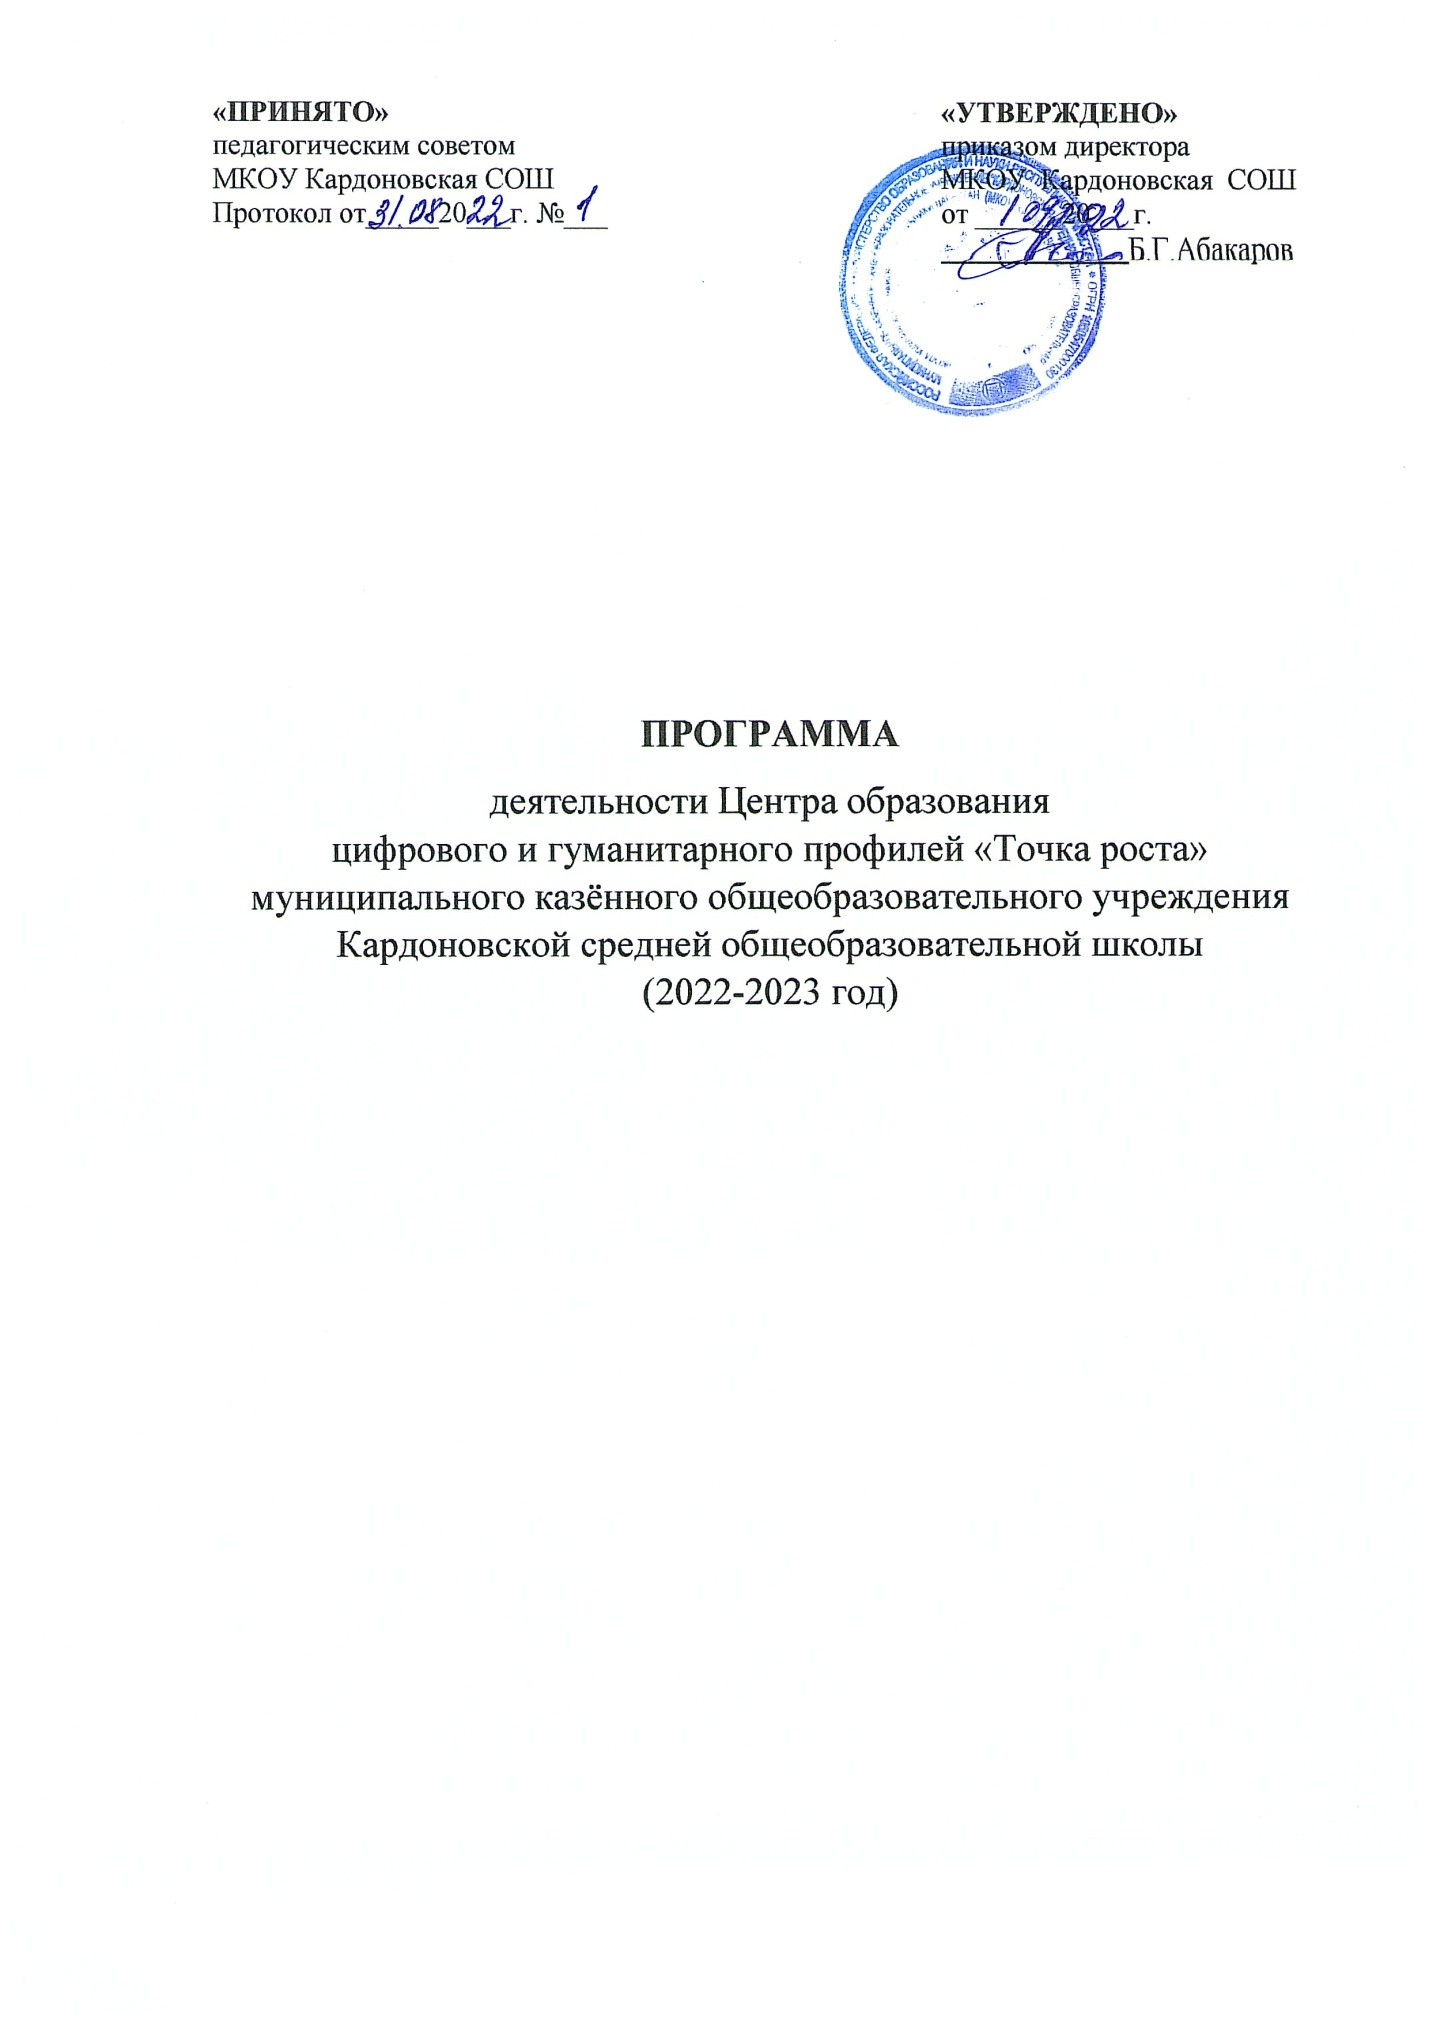 «ПРИНЯТО»
педагогическим советом
МКОУ Кардоновская СОШ
Протокол от 31.08 2022 г. № 1
«УТВЕРЖДЕНО»
приказом директора
МКОУ Кардоновская СОШ
от 1 09 2022 г.
Б.Г.Абакаров
ПРОГРАММА
деятельности Центра образования
цифрового и гуманитарного профилей «Точка роста»
муниципального казённого общеобразовательного учреждения
Кардоновской средней общеобразовательной школы
(2022-2023 год)